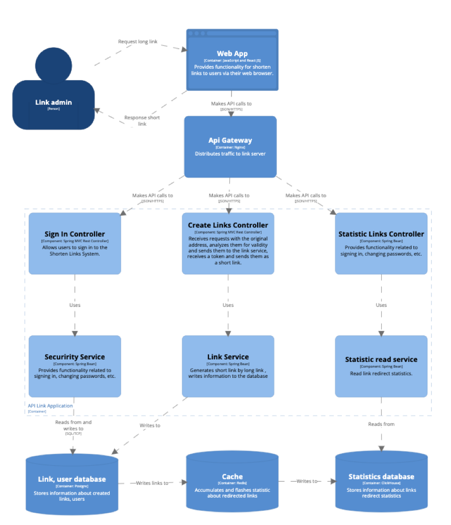 Request long link
Web App
[Container: JavaScript and React JS]
Provides functionality for shorten
links to users via their web browser.
Link admin
[Person]
Response short
link
Makes API calls to
Api Gateway
[Container: Nginx]
Distributes traffic to link server
Makes API calls to
Makes API calls to
Makes API calls to
Sign In Controller
[Component: Spring MVC Rest Controller]
Allows users to sign in to the
Shorten Links System.
Create Links Controller
[Component: Spring MVC Rest Controller]
Receives requests with the original
address, analyzes them for validity
and sends them to the link service,
receives a token and sends them as
a short link.
Statistic Links Controller
[Component: Spring Bean]
Provides functionality related to
signing in, changing passwords, etc.
Uses
Uses
Uses
Securirity Service
[Component: Spring Bean]
Provides functionality related to
signing in, changing passwords, etc.
Link Service
[Component: Spring Bean]
Generates short link by long link ,
writes information to the database
Statistic read service
[Component: Spring Bean]
Read link redirect statistics.
API Link Application
[Container]
Reads from and
writes to
Writes to
Reads from
Link, user database
[Container: Postgres]
Stores information about created
links, users
Writes links to
Cache
[Container: Redis]
Accumulates and flashes statistic
about redirected links
Writes to
Statistics database
[Container: Clickhouse]
Stores information about links
redirect statistics